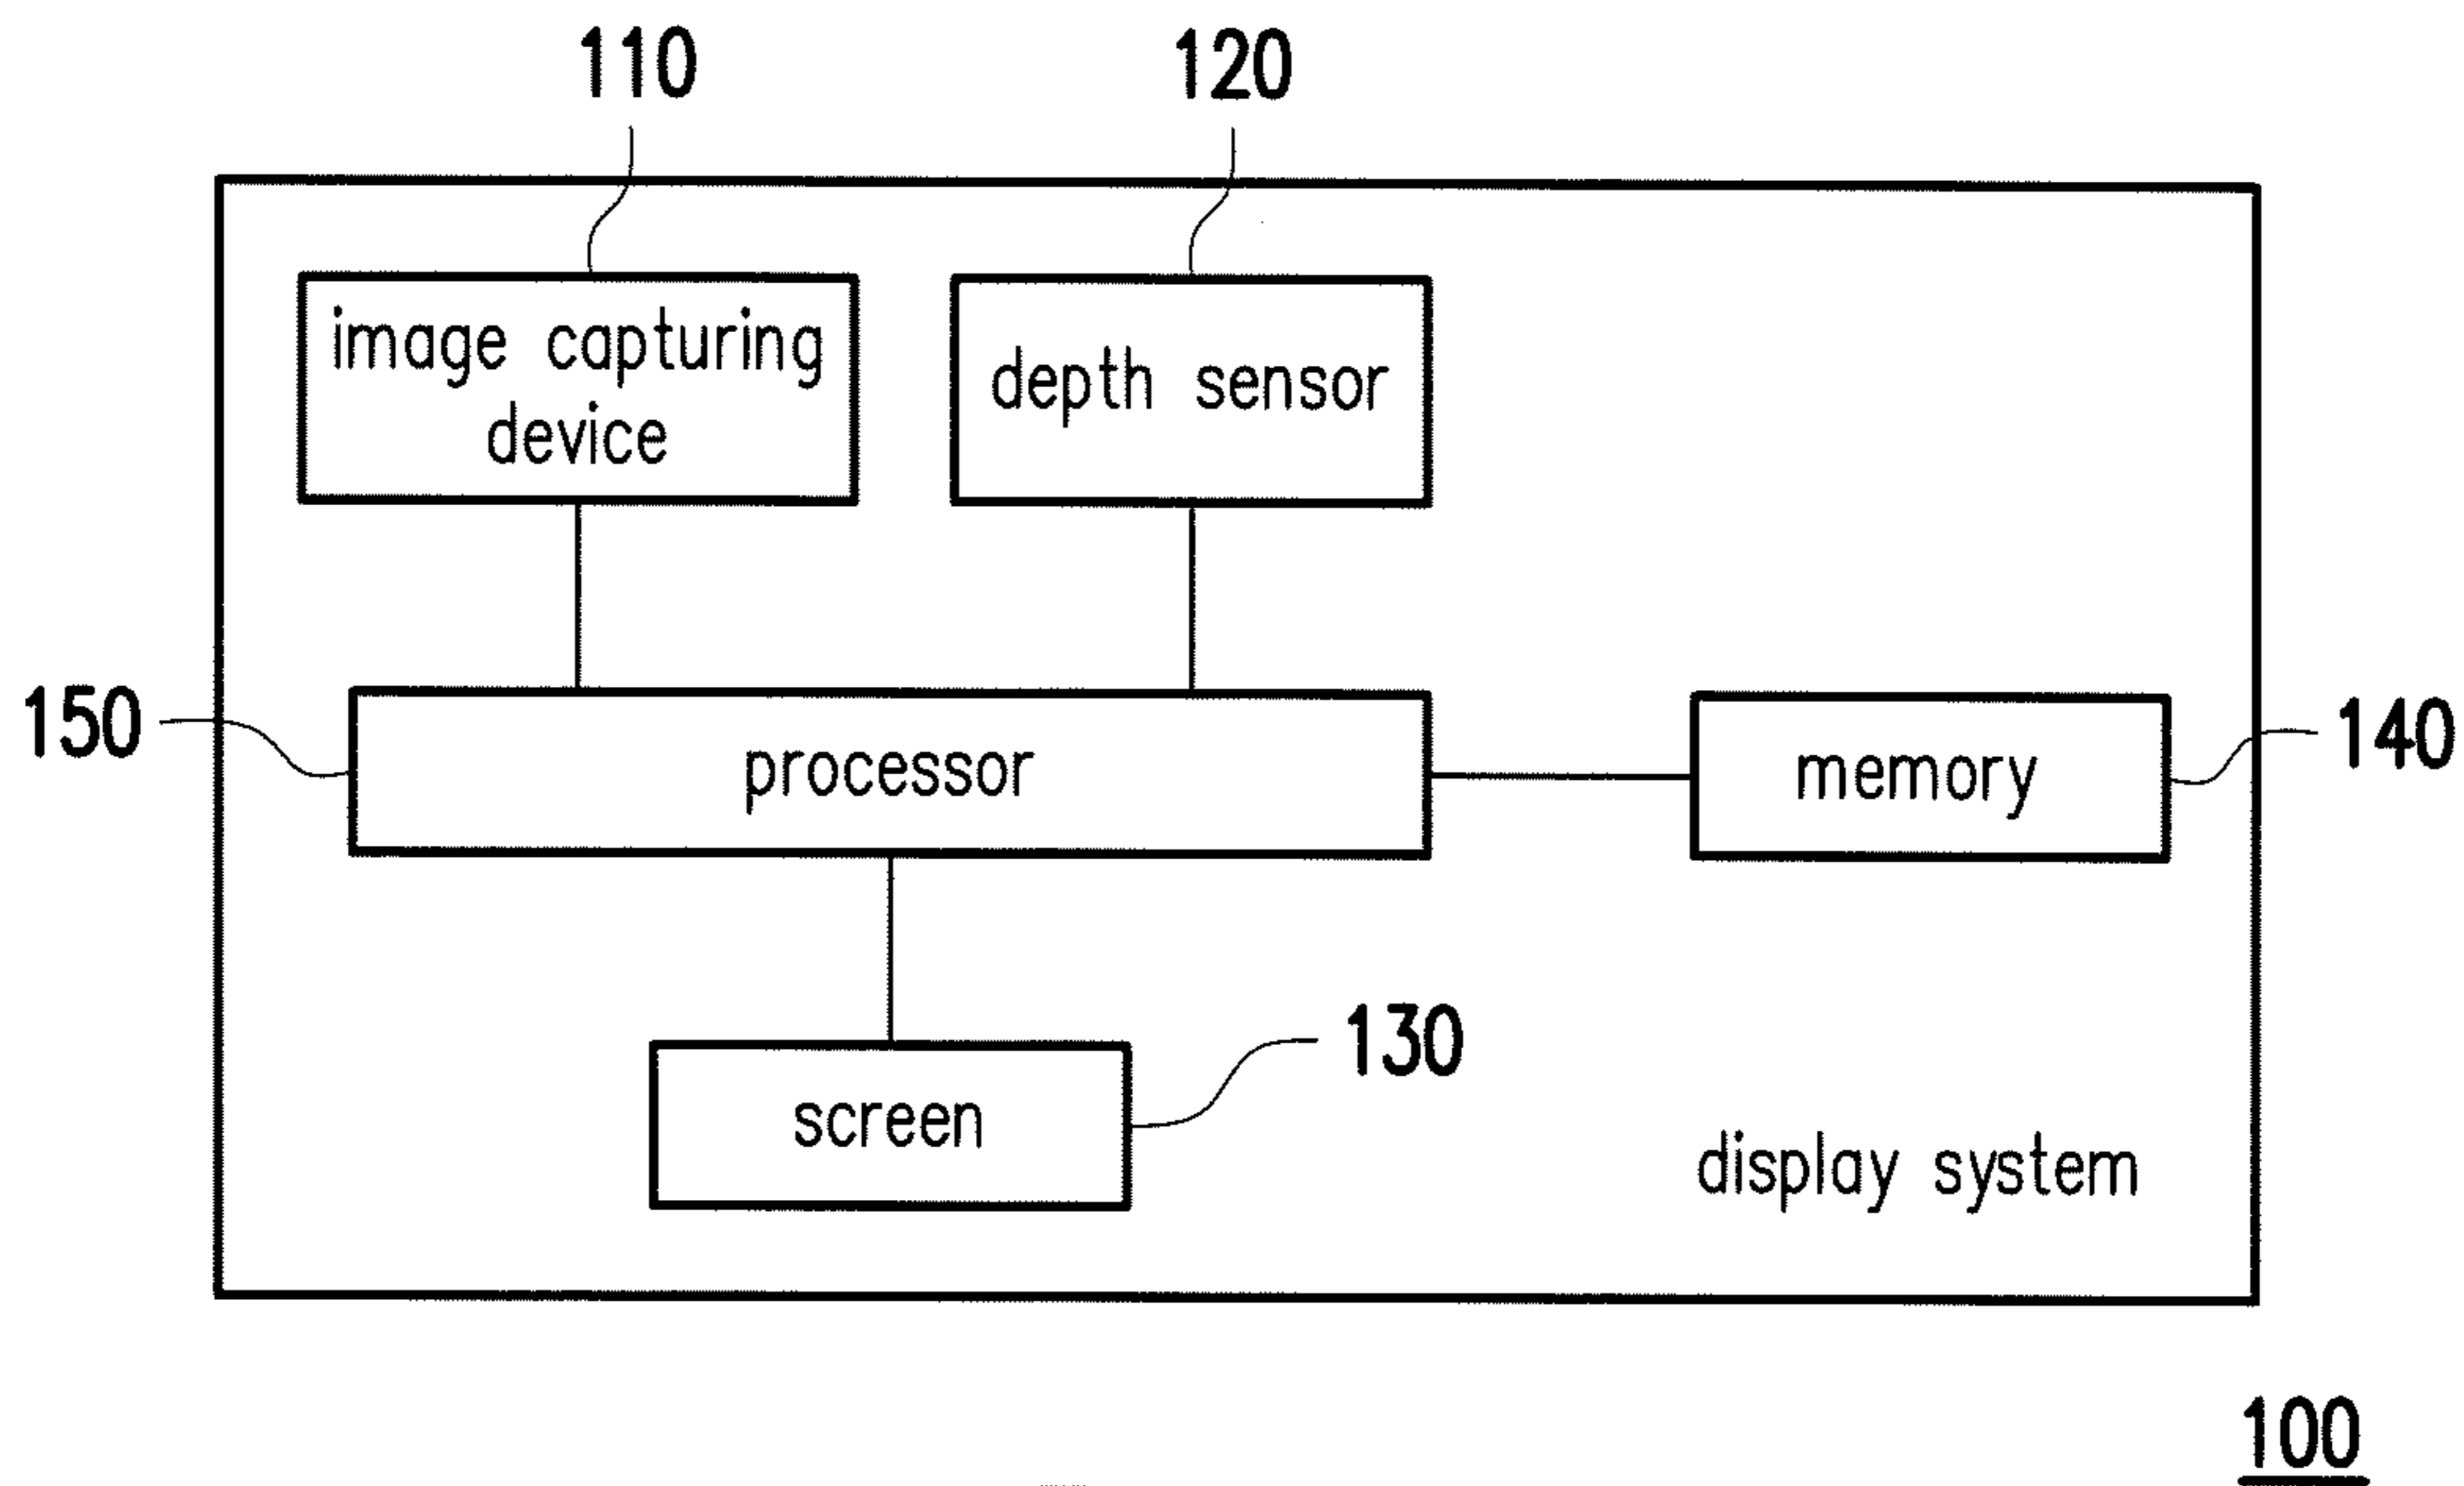 110
120
image capturing
device
depth sensor
150
processor
memory
140
130
screen
display system
100